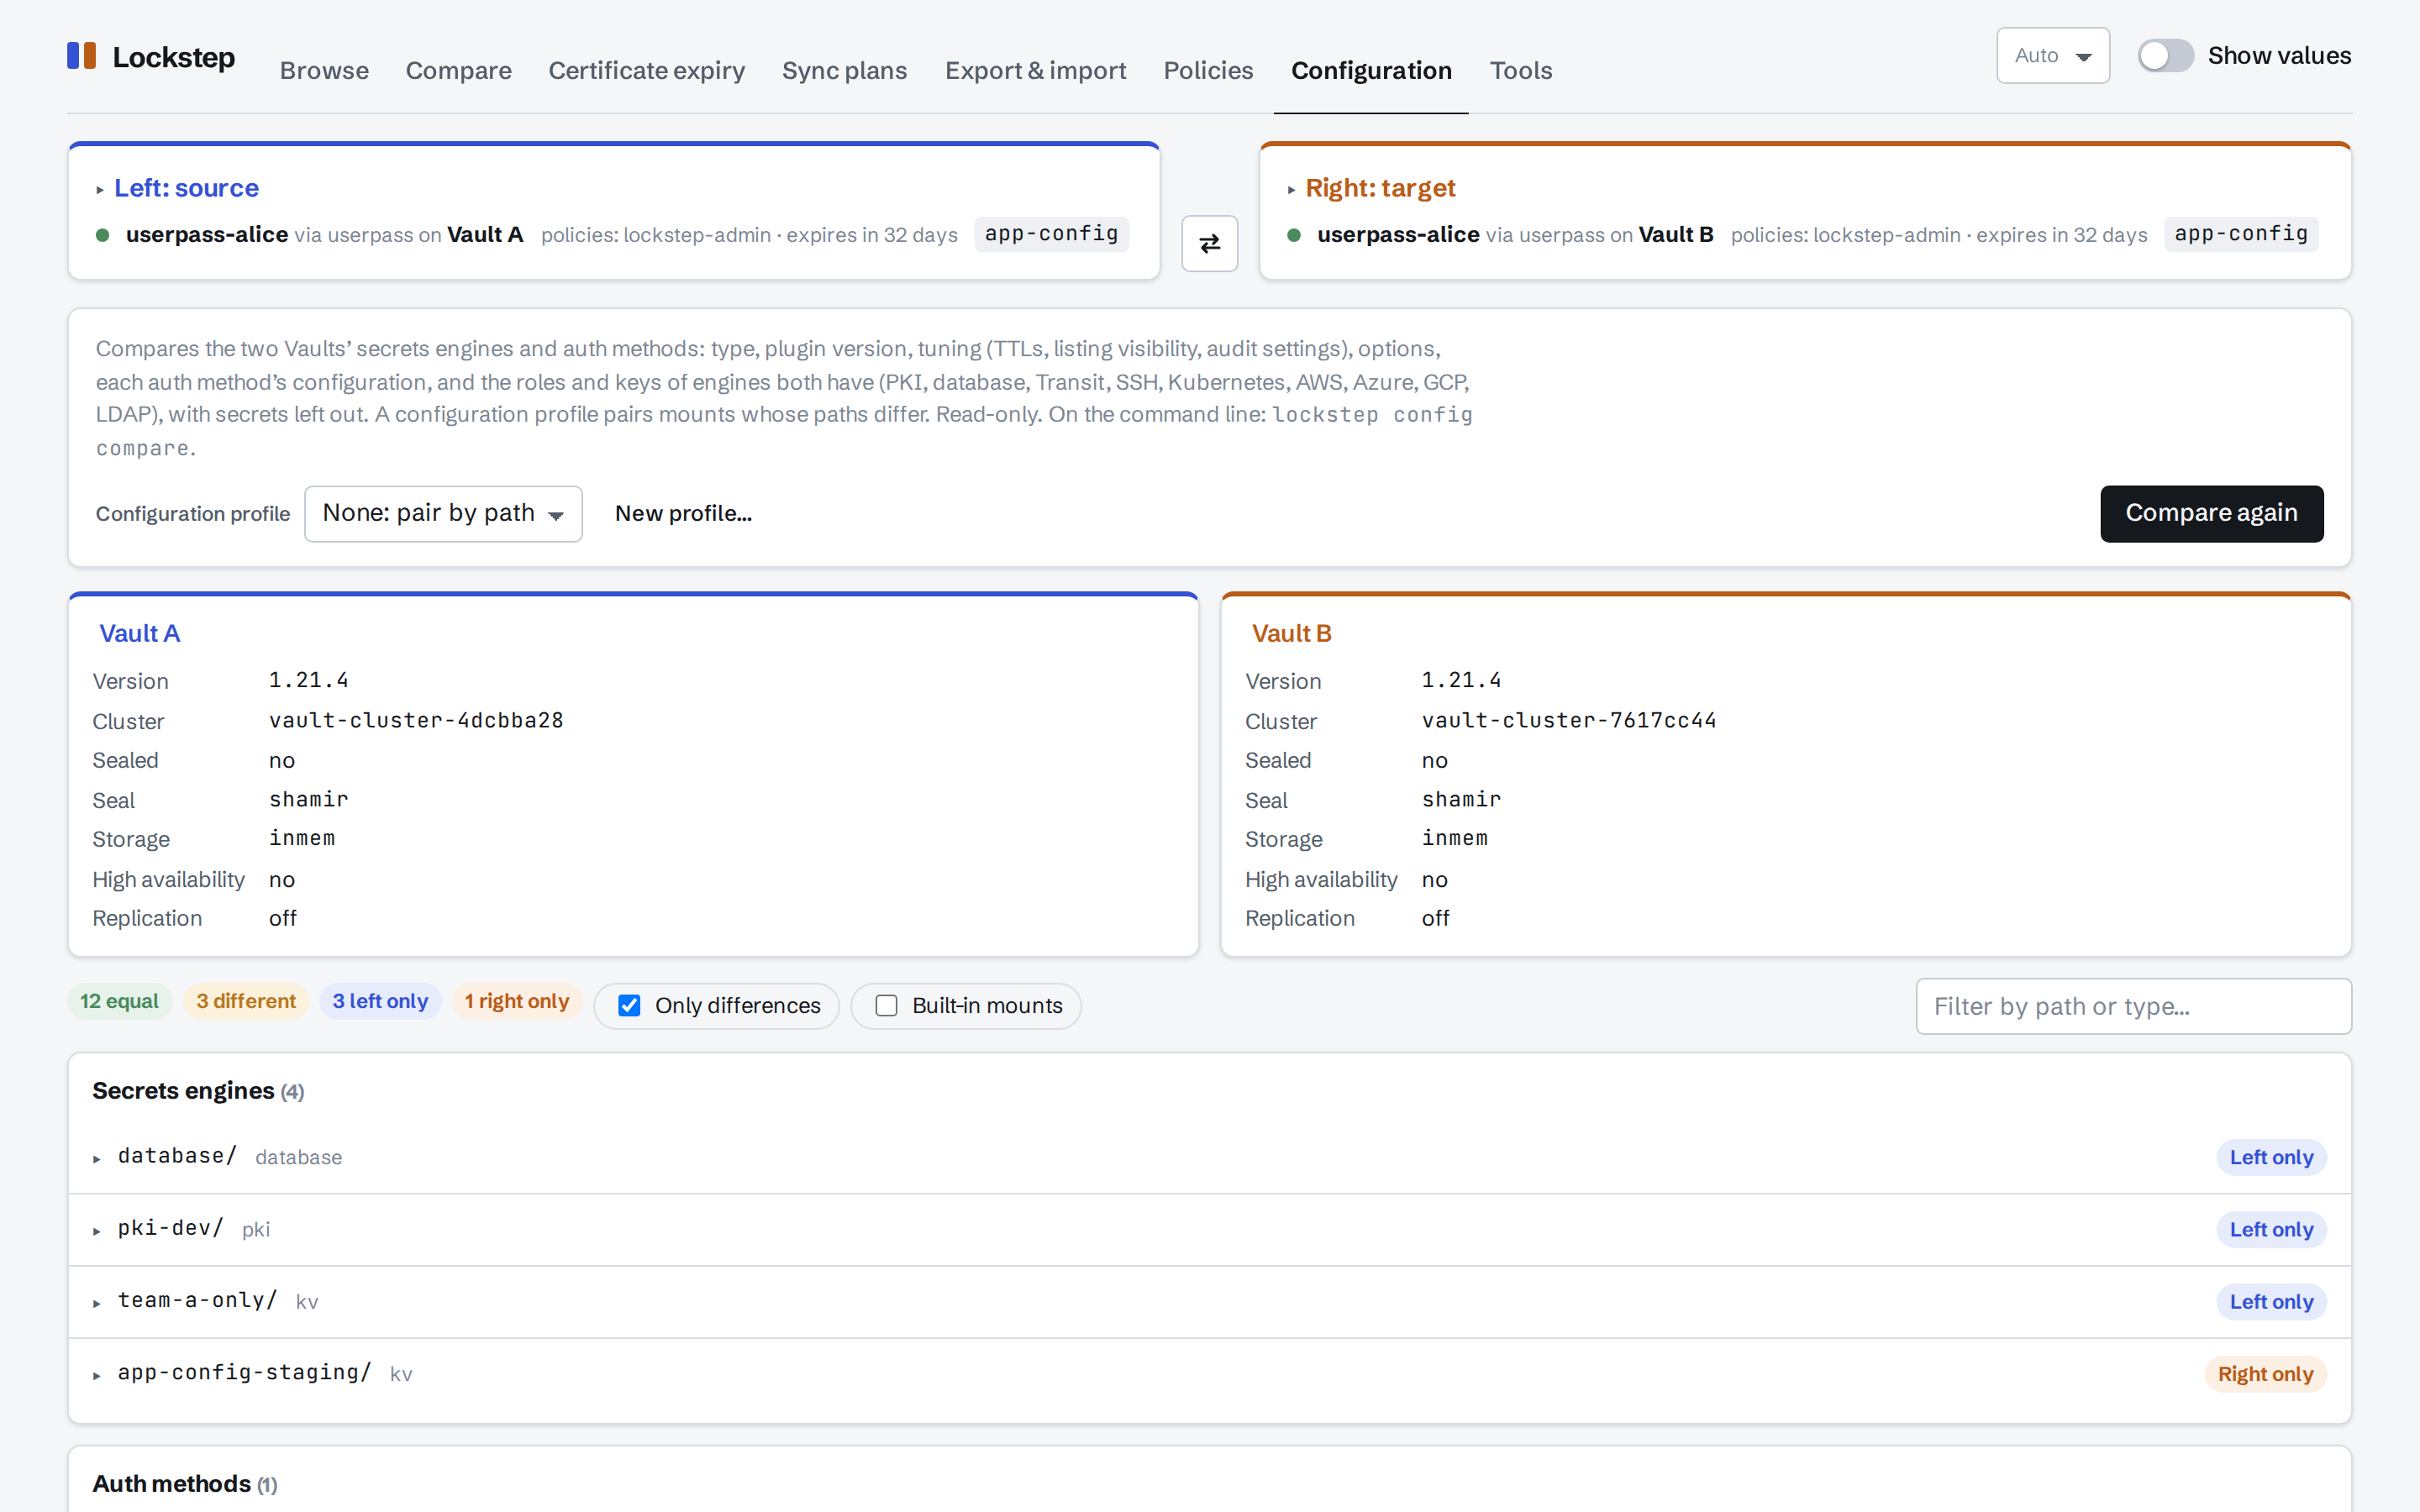 Lockstep
Browse
Compare
Certificate expiry
Sync plans
Export & import
Policies
Configuration
Tools
Auto
Show values
Left: source
userpass-alice via userpass on Vault A policies: lockstep-admin · expires in 32 days app-config
Right: target
userpass-alice via userpass on Vault B policies: lockstep-admin · expires in 32 days app-config
Compares the two Vaults’ secrets engines and auth methods: type, plugin version, tuning (TTLs, listing visibility, audit settings), options,
each auth method’s configuration, and the roles and keys of engines both have (PKI, database, Transit, SSH, Kubernetes, AWS, Azure, GCP,
LDAP), with secrets left out. A configuration profile pairs mounts whose paths differ. Read-only. On the command line: lockstep config
compare.
Configuration profile
None: pair by path
New profile…
Compare again
Vault A
Version 1.21.4
Cluster vault-cluster-4dcbba28
Sealed no
Seal shamir
Storage inmem
High availability no
Replication off
Vault B
Version 1.21.4
Cluster vault-cluster-7617cc44
Sealed no
Seal shamir
Storage inmem
High availability no
Replication off
12 equal
3 different
3 left only
1 right only
Only differences
Built-in mounts
Filter by path or type…
Secrets engines (4)
database/ database Left only
pki-dev/ pki Left only
team-a-only/ kv Left only
app-config-staging/ kv Right only
Auth methods (1)